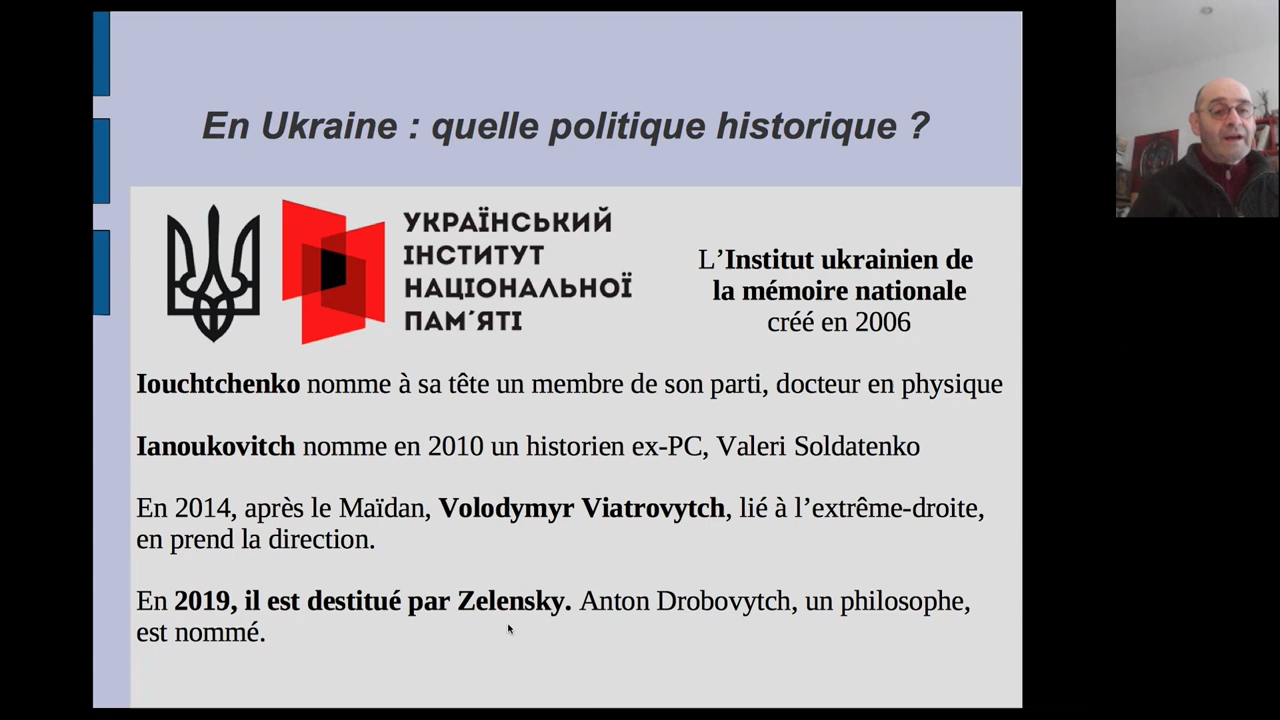 En Ukraine : quelle politique historique ?
УКРАЇНСЬКИЙ
ІНСТИТУТ
НАЦІОНАЛЬНОЇ
ПАМ´ЯТІ
L’Institut ukrainien de
la mémoire nationale
créé en 2006
Iouchtchenko nomme à sa tête un membre de son parti, docteur en physique
Ianoukovitch nomme en 2010 un historien ex-PC, Valeri Soldatenko
En 2014, après le Maïdan, Volodymyr Viatrovytch, lié à l’extrême-droite,
en prend la direction.
En 2019, il est destitué par Zelensky. Anton Drobovytch, un philosophe,
est nommé.